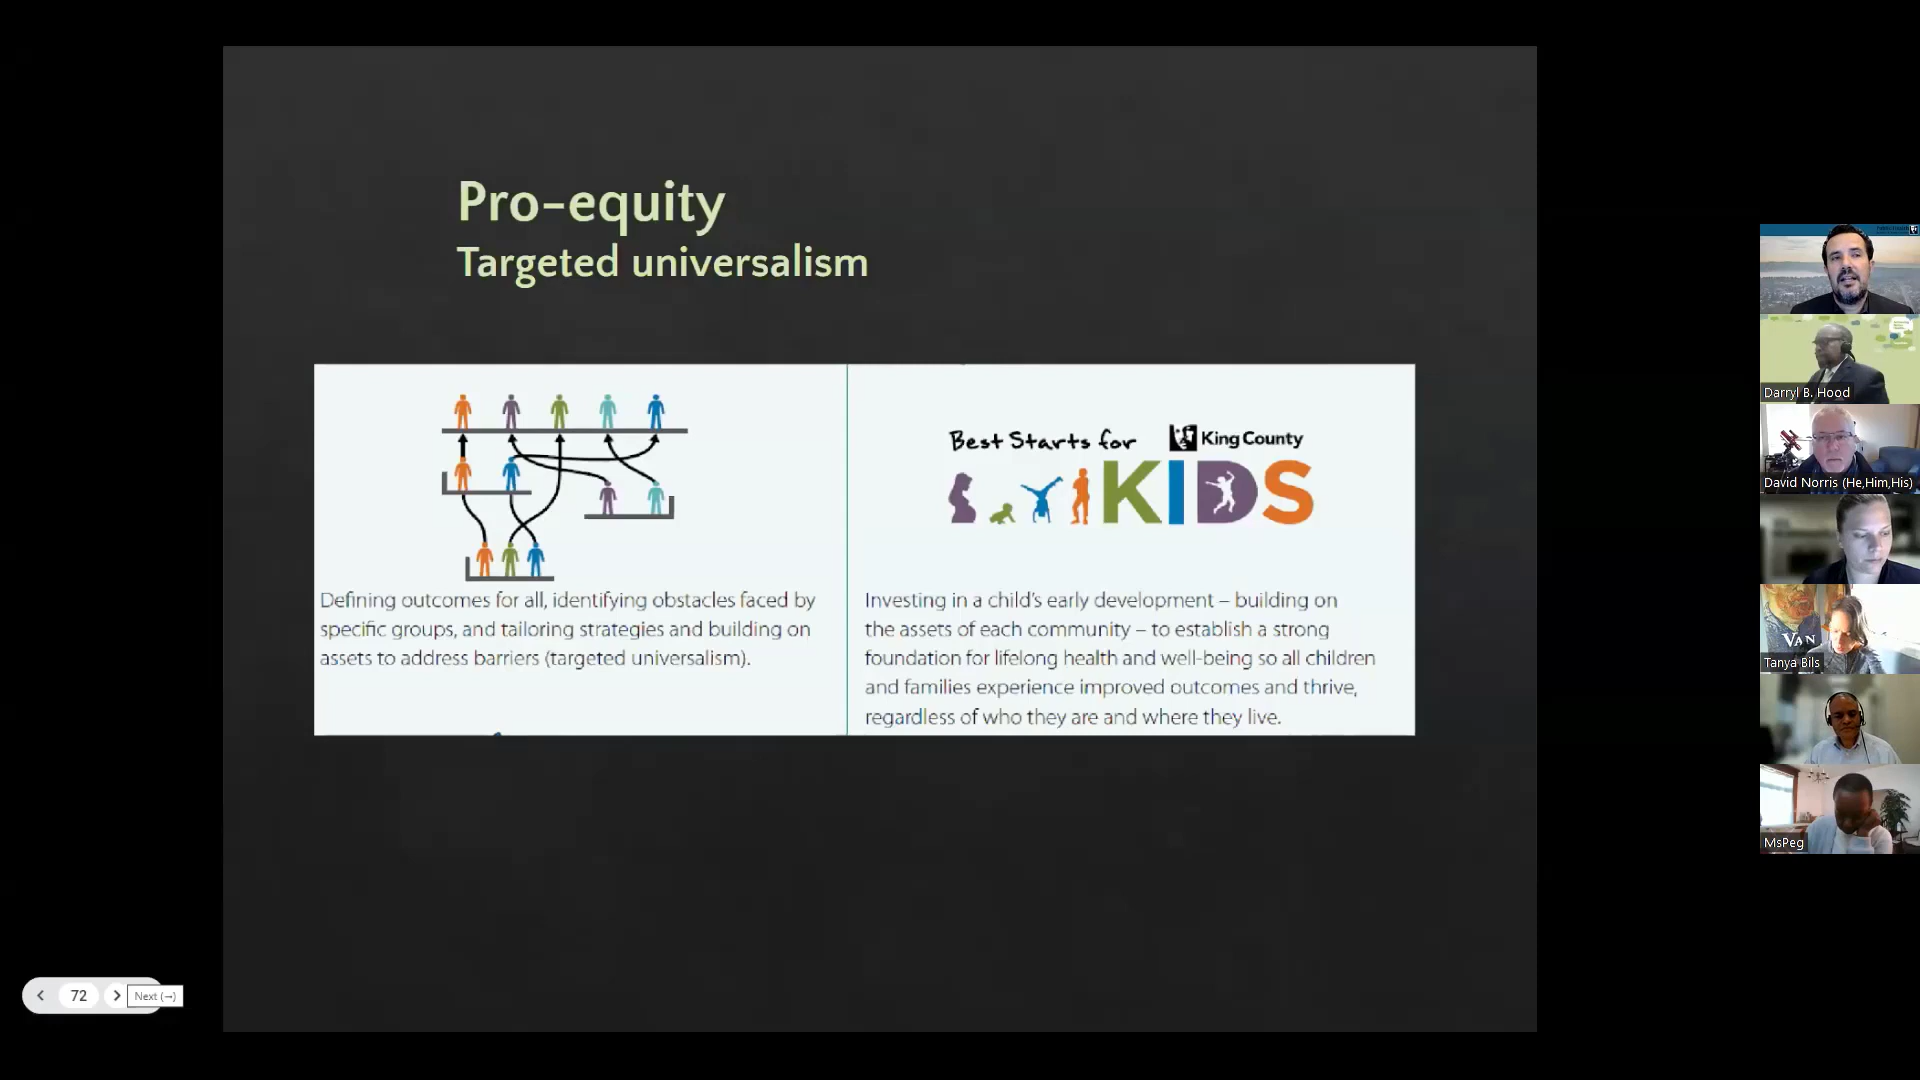 Pro-equity
Targeted universalism
Defining outcomes for all, identifying obstacles faced by
specific groups, and tailoring strategies and building on
assets to address barriers (targeted universalism).
Best Starts for
King County
KIDS
Investing in a child's early development – building on
the assets of each community – to establish a strong
foundation for lifelong health and well-being so all children
and families experience improved outcomes and thrive,
regardless of who they are and where they live.
72
Next (→)
Darryl B. Hood
David Norris (He,Him,His)
VAN
Tanya Bils
MsPeg